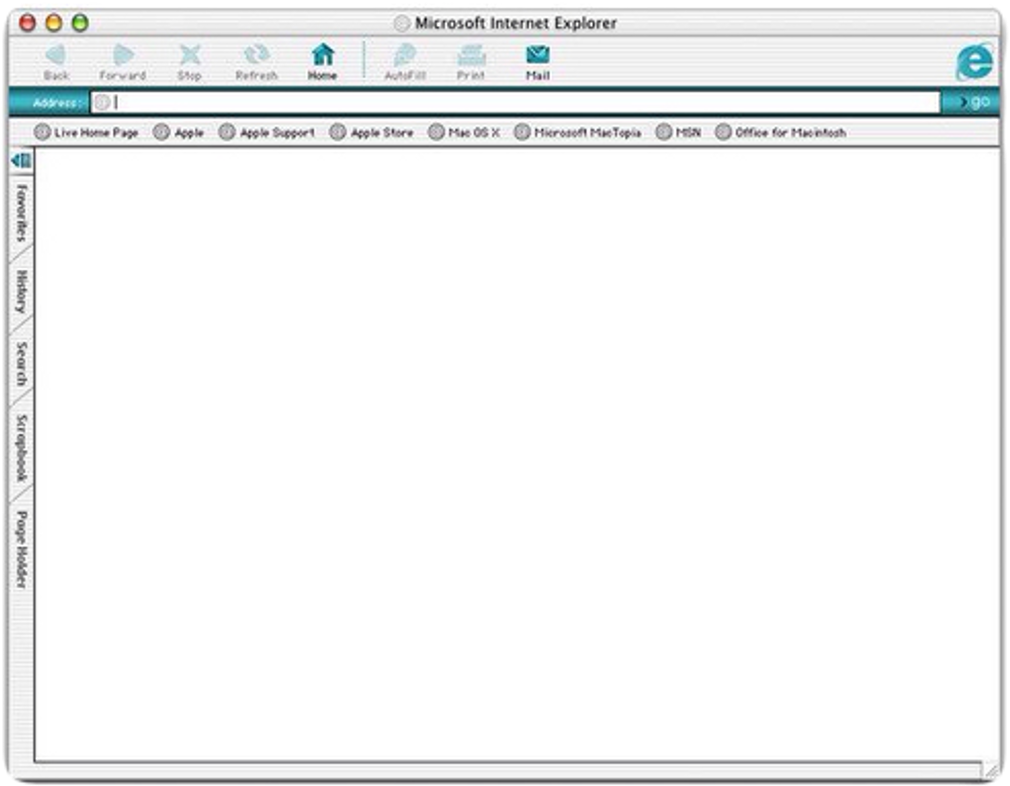 Microsoft Internet Explorer
Back Forward Stop Refresh Home AutoFill Print Mail
Address: go
Live Home Page Apple Apple Support Apple Store Mac OS X Microsoft MacTopia MSN Office for Macintosh
Favorites
History
Search
Scrapbook
Page Holder